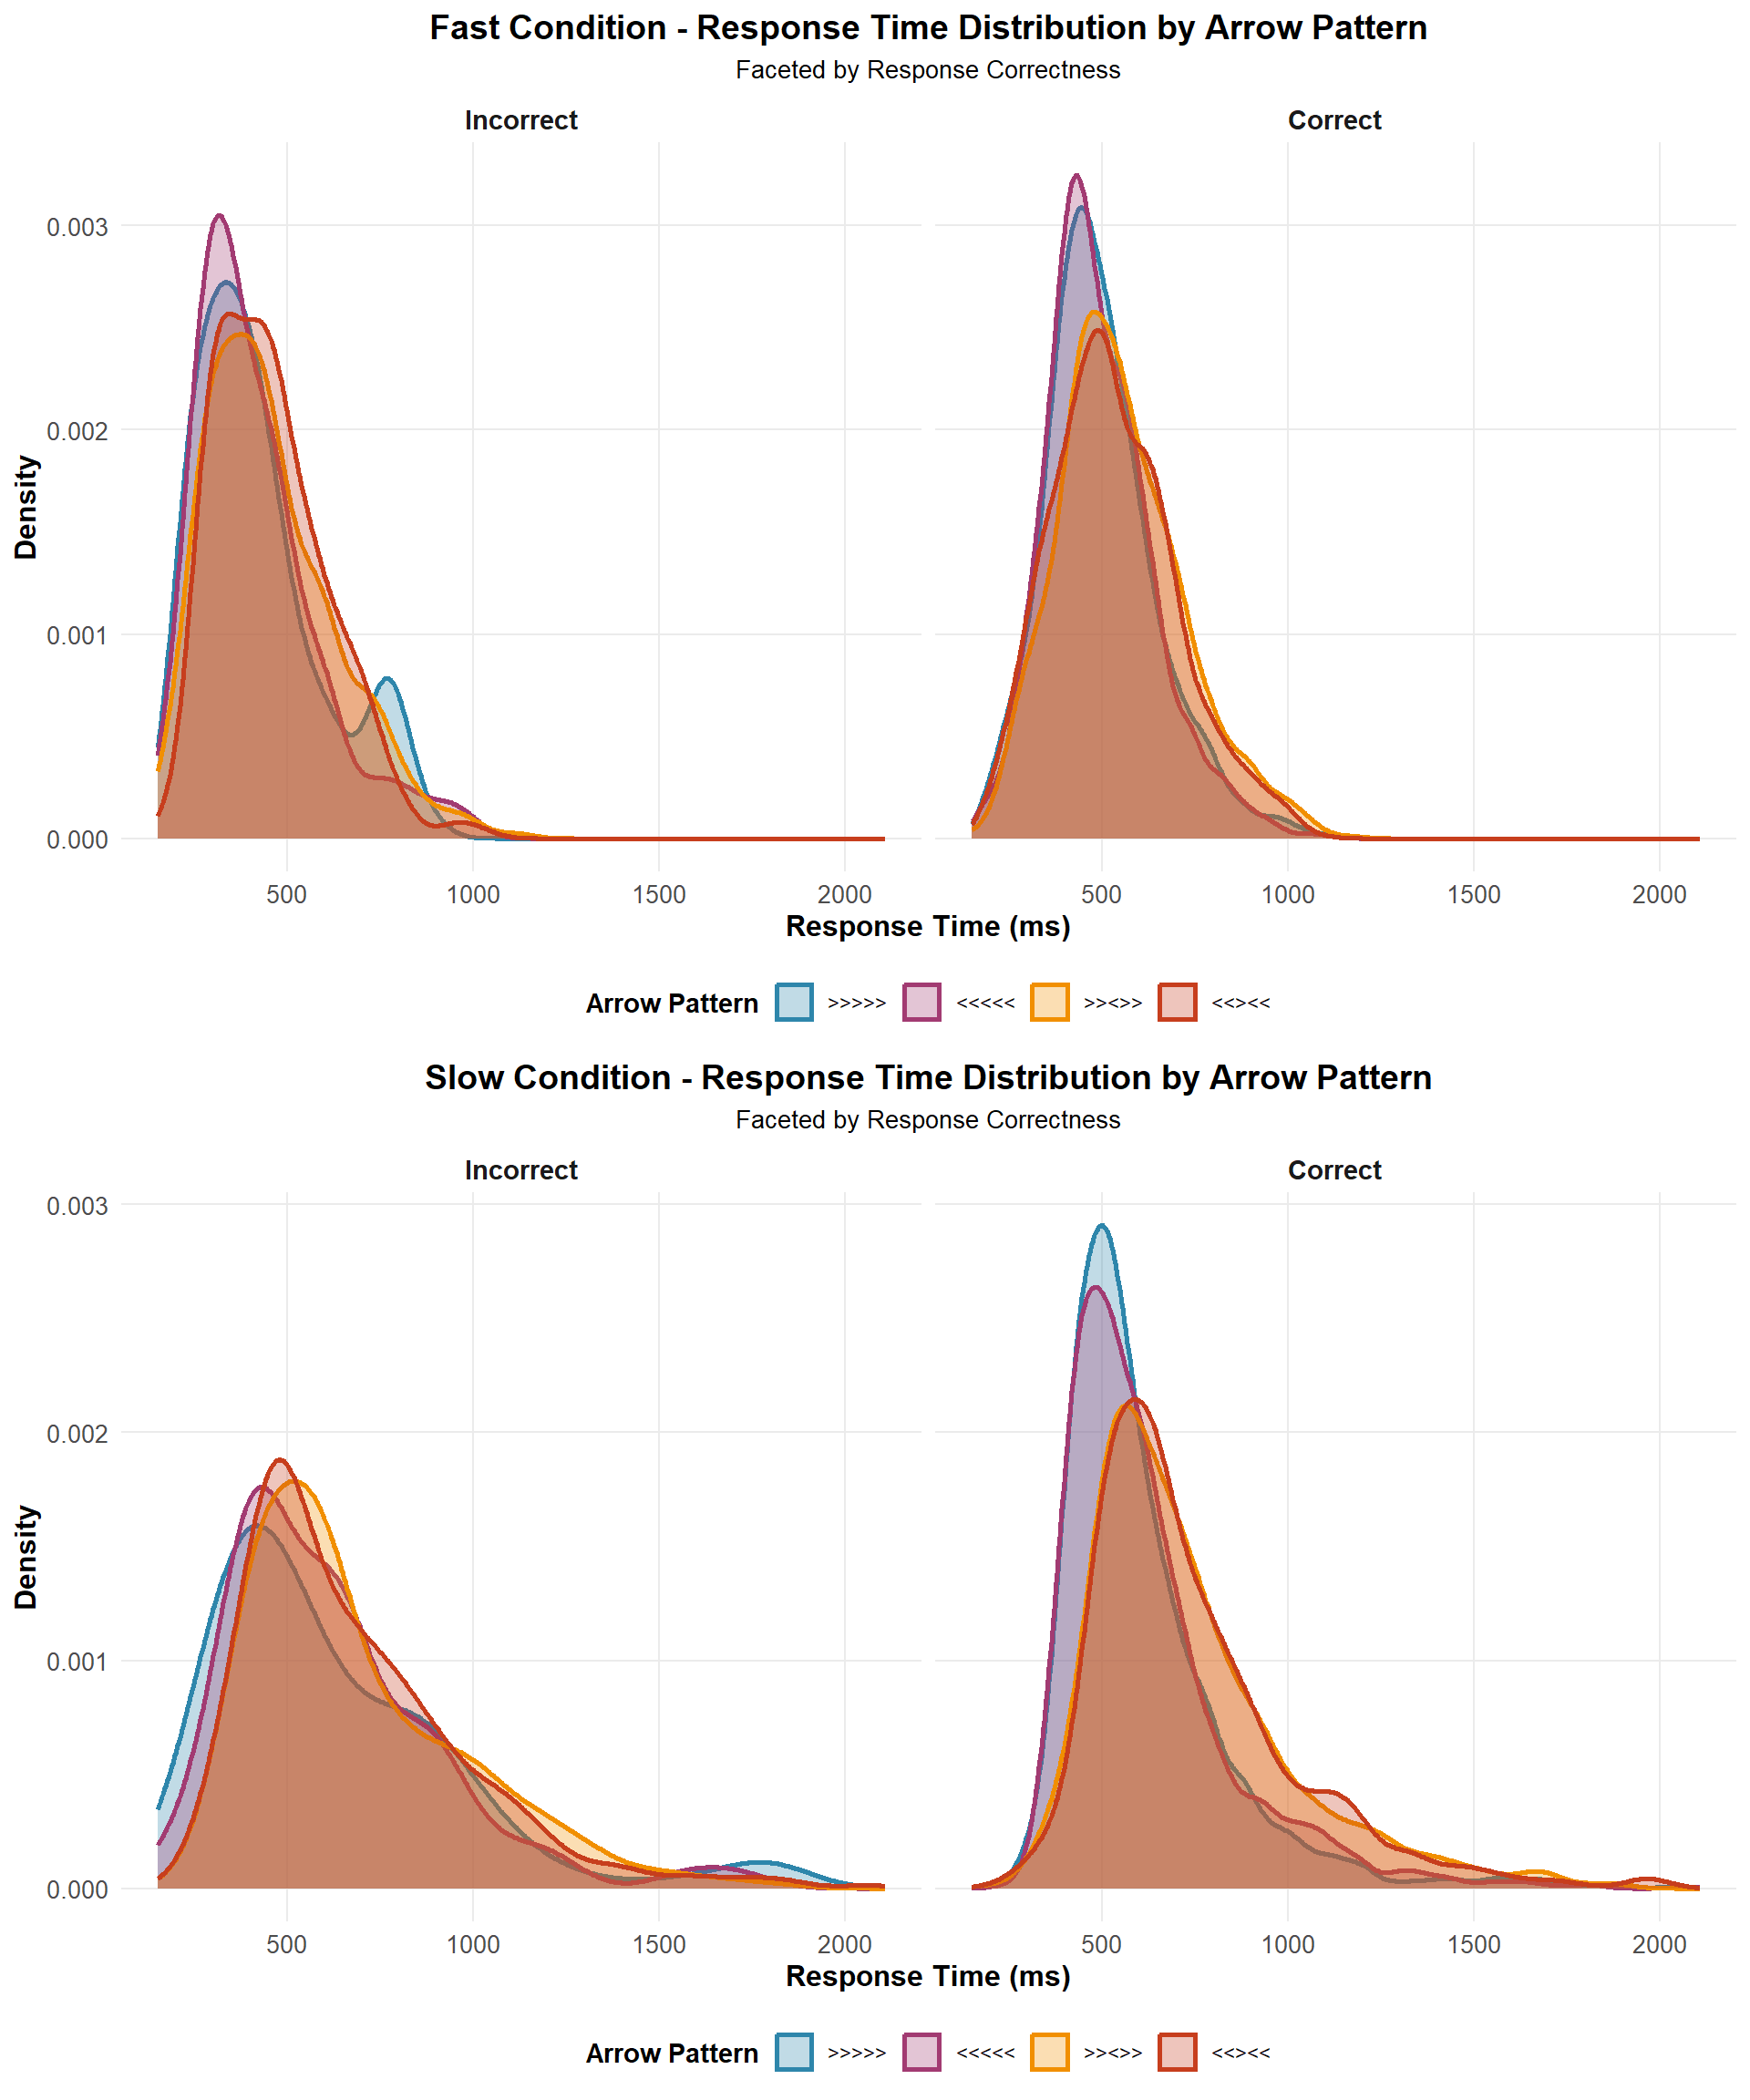 Fast Condition - Response Time Distribution by Arrow Pattern
Faceted by Response Correctness
Incorrect Correct
0.003
0.002
0.001
0.000
Density
500 1000 1500 2000 500 1000 1500 2000
Response Time (ms)
Arrow Pattern >>>>> <<<<< >><>> <<><<
Slow Condition - Response Time Distribution by Arrow Pattern
Faceted by Response Correctness
Incorrect Correct
0.003
0.002
0.001
0.000
Density
500 1000 1500 2000 500 1000 1500 2000
Response Time (ms)
Arrow Pattern >>>>> <<<<< >><>> <<><<